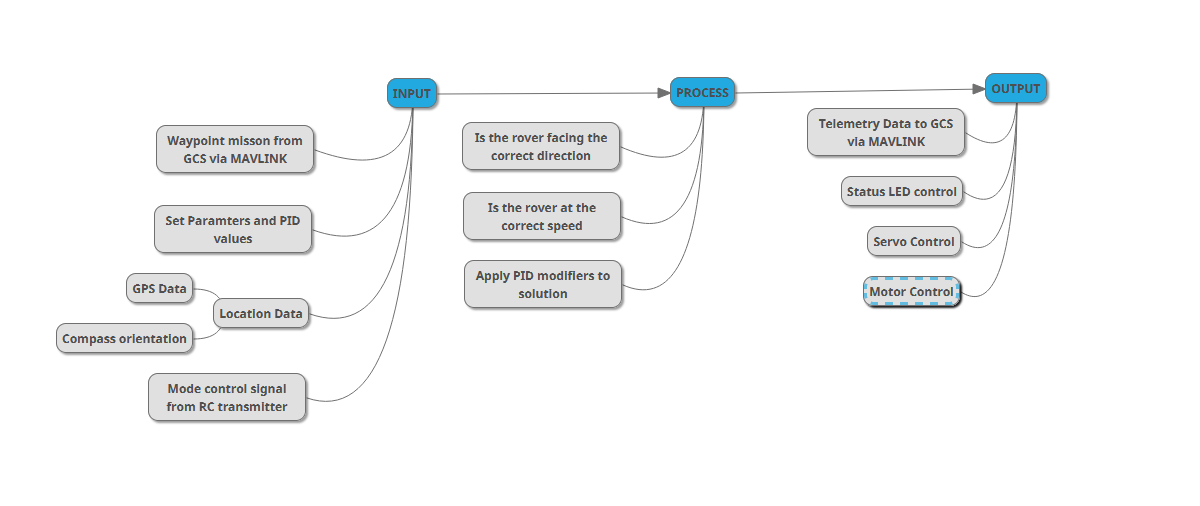 INPUT
PROCESS
OUTPUT
Waypoint misson from
GCS via MAVLINK
Set Paramters and PID
values
GPS Data
Location Data
Compass orientation
Mode control signal
from RC transmitter
Is the rover facing the
correct direction
Is the rover at the
correct speed
Apply PID modifiers to
solution
Telemetry Data to GCS
via MAVLINK
Status LED control
Servo Control
Motor Control